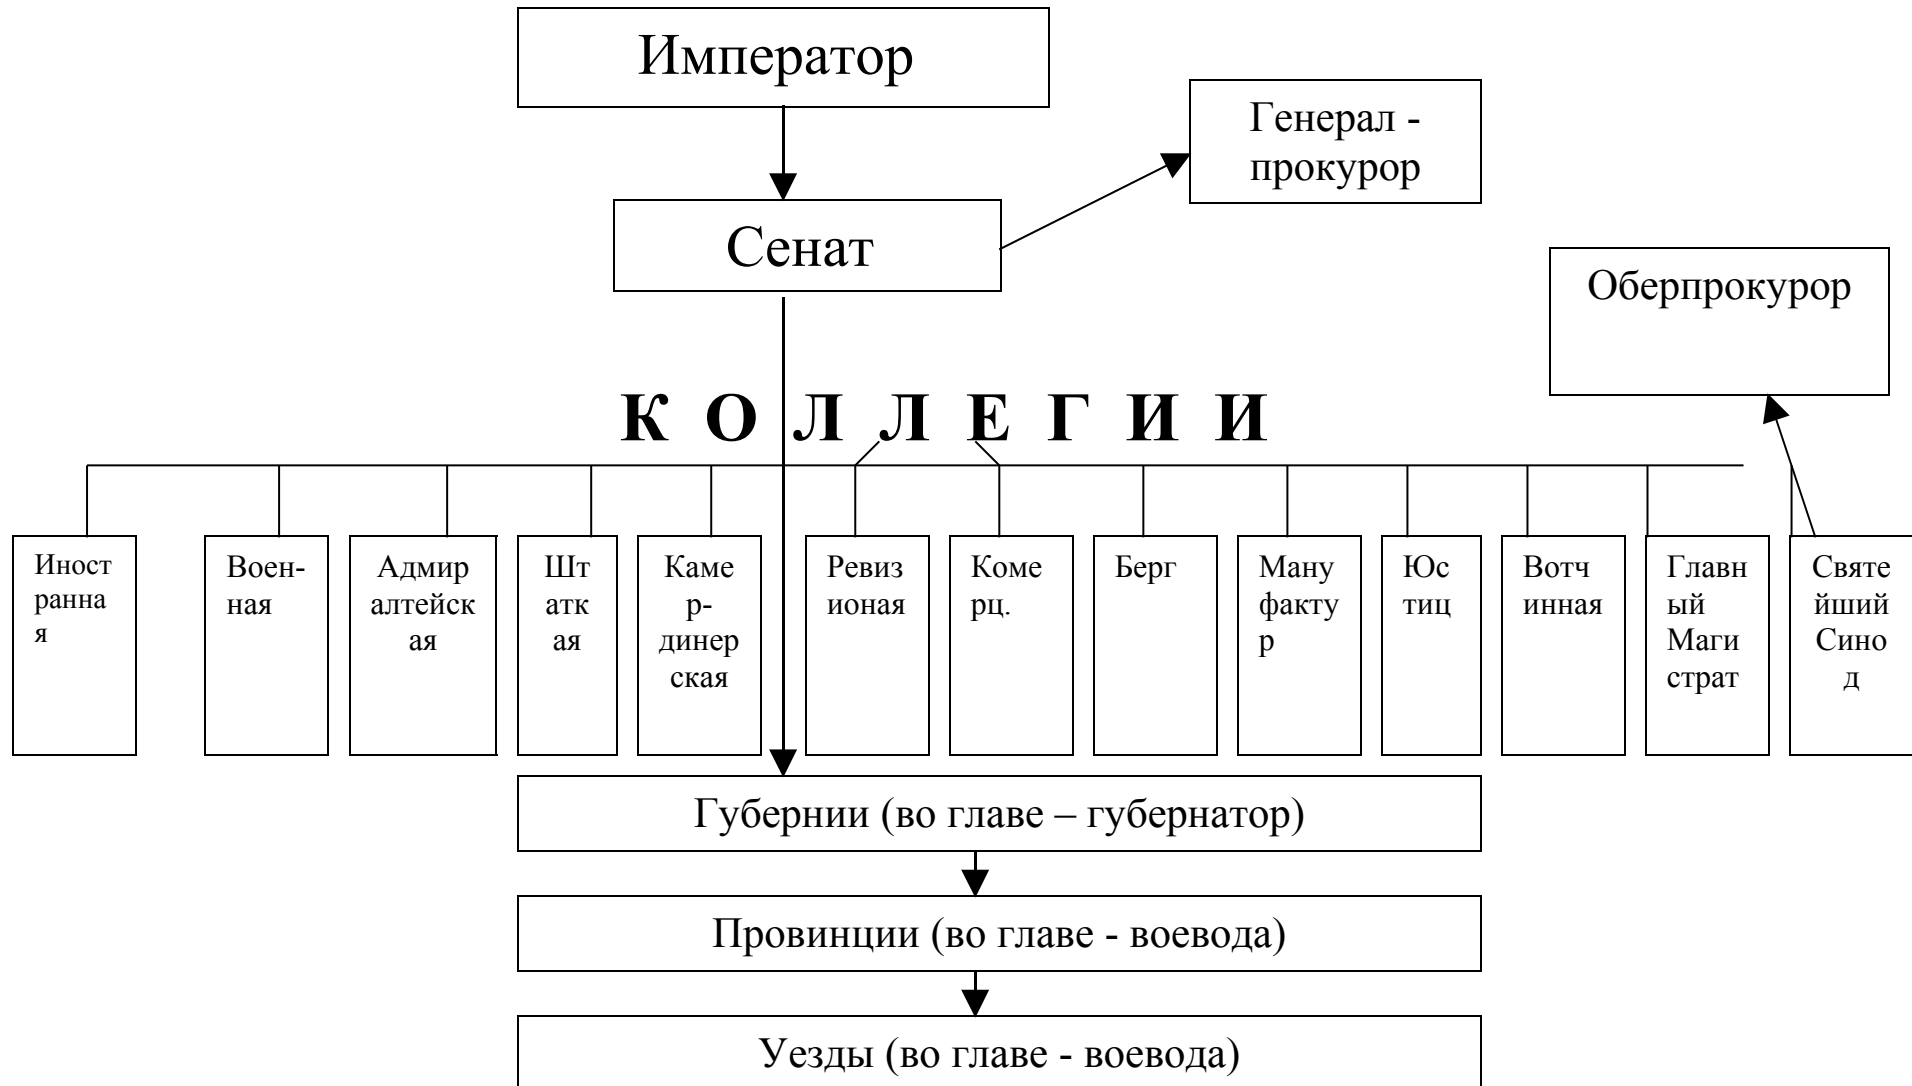 Император
Генерал -
прокурор
Сенат
Оберпрокурор
К О Л Л Е Г И И
Иност
ранна
я
Воен-
ная
Адмир
алтейск
ая
Шт
атк
ая
Каме
р-
динер
ская
Ревиз
ионая
Коме
рц.
Берг
Ману
фактур
р
Юс
тиц
Вотч
инная
Главн
ый
Маги
страт
Святе
йший
Сино
д
Губернии (во главе – губернатор)
Провинции (во главе - воевода)
Уезды (во главе - воевода)